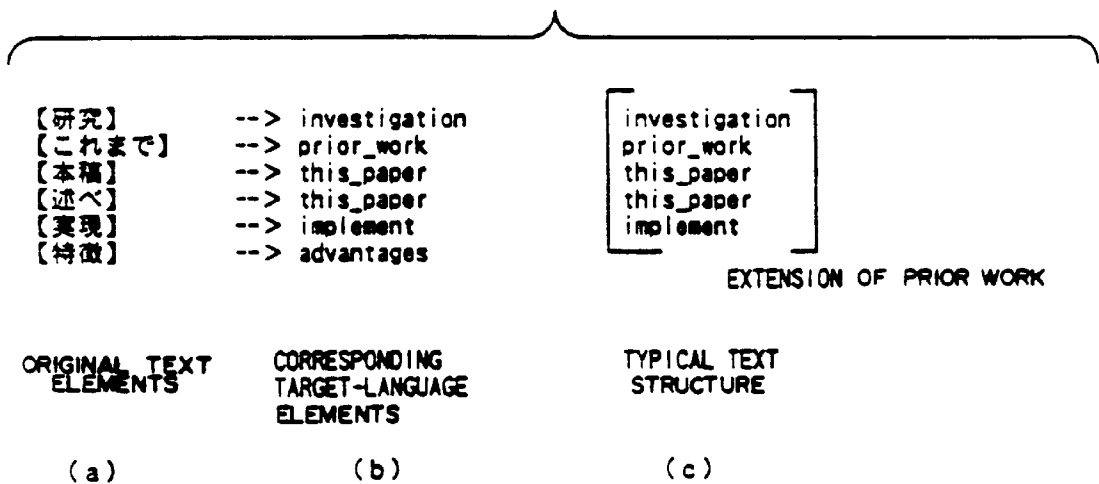 【研究】 --> investigation investigation
【これまで】 --> prior_work prior_work
【本稿】 --> this_paper this_paper
【述べ】 --> this_paper this_paper
【実現】 --> implement implement
【特徴】 --> advantages
EXTENSION OF PRIOR WORK
ORIGINAL TEXT
ELEMENTS
CORRESPONDING
TARGET-LANGUAGE
ELEMENTS
TYPICAL TEXT
STRUCTURE
(a) (b) (c)